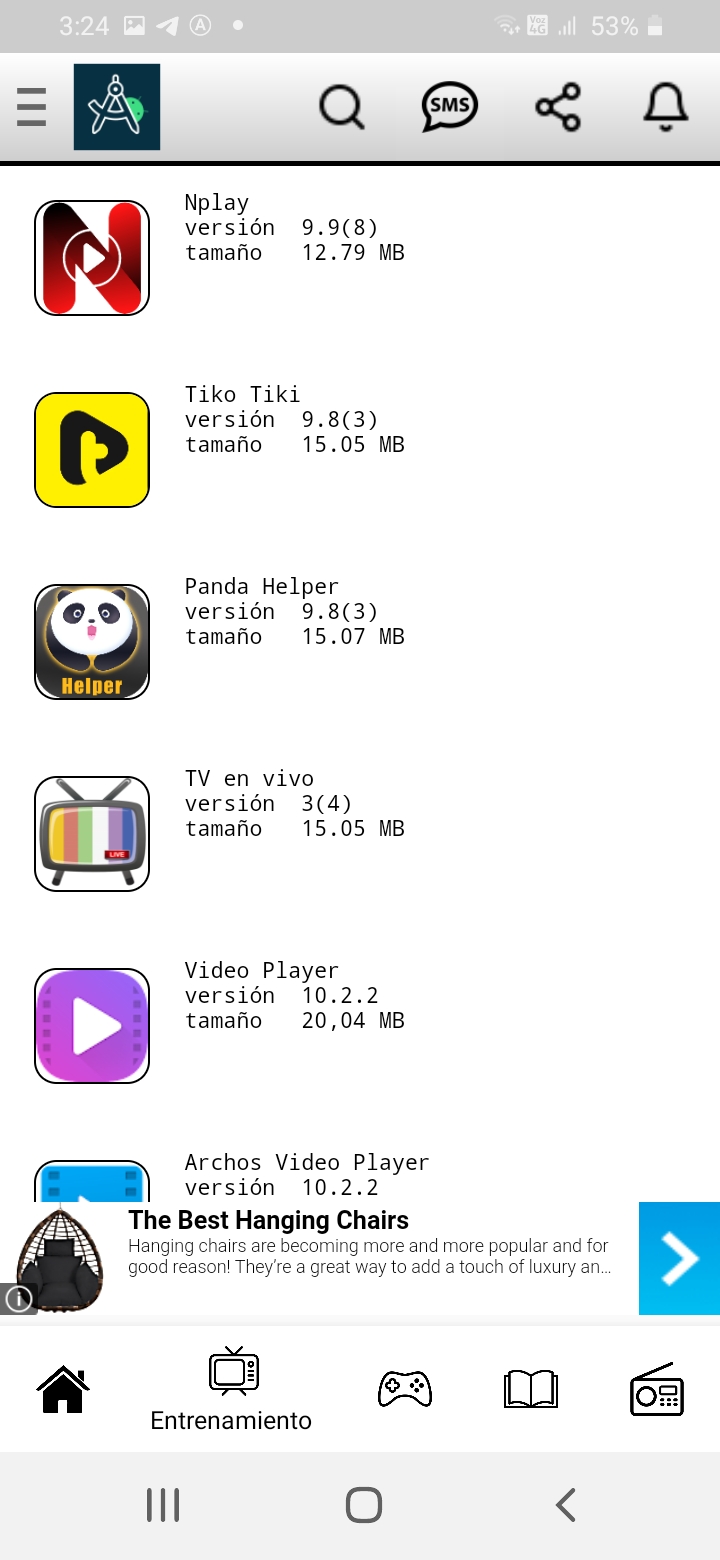 3:24
Voz
4G
53%
SMS
Nplay
versión 9.9(8)
tamaño 12.79 MB
Tiko Tiki
versión 9.8(3)
tamaño 15.05 MB
Helper
Panda Helper
versión 9.8(3)
tamaño 15.07 MB
LIVE
TV en vivo
versión 3(4)
tamaño 15.05 MB
Video Player
versión 10.2.2
tamaño 20,04 MB
Archos Video Player
versión 10.2.2
The Best Hanging Chairs
Hanging chairs are becoming more and more popular and for
good reason! They're a great way to add a touch of luxury an...
Entrenamiento